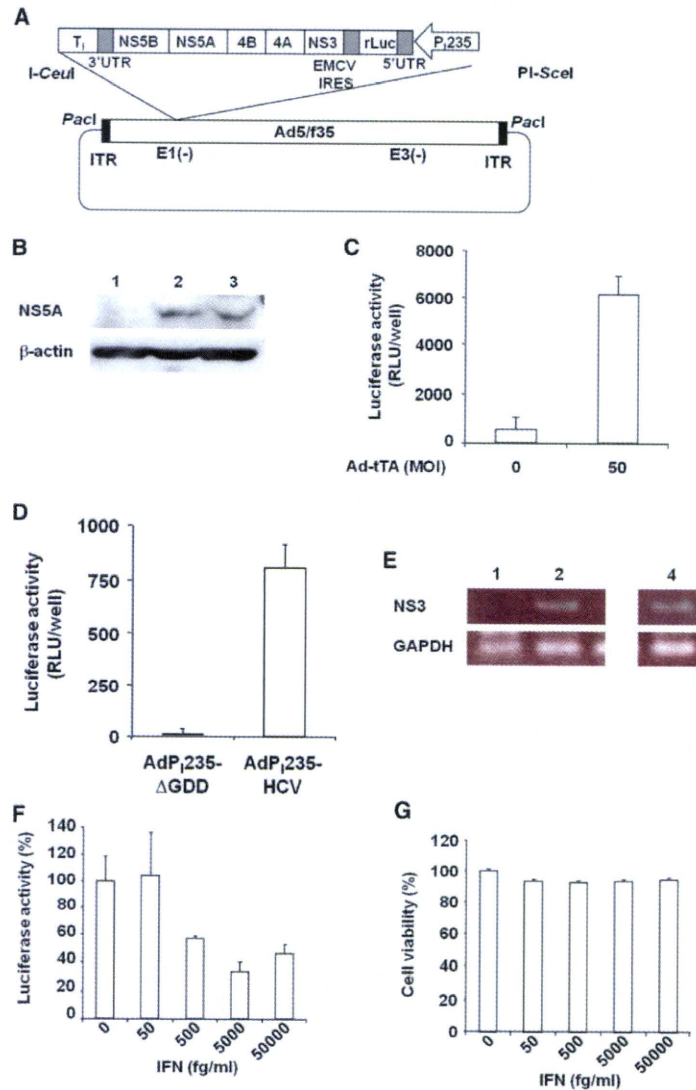 A
T_I NS5B NS5A 4B 4A NS3 rLuc P_I235
3'UTR EMCV 5'UTR
IRES
I-CeuI PI-SceI
PacI PacI
Ad5/f35
ITR E1(-) E3(-) ITR
B
1 2 3
NS5A
β-actin
C
8000
6000
4000
2000
0
Luciferase activity
(RLU/well)
Ad-tTA (MOI) 0 50
D
1000
750
500
250
0
Luciferase activity
(RLU/well)
AdP_I235- AdP_I235-
ΔGDD HCV
E
1 2 4
NS3
GAPDH
F
140
120
100
80
60
40
20
0
Luciferase activity (%)
0 50 500 5000 50000
IFN (fg/ml)
G
120
100
80
60
40
20
0
Cell viability (%)
0 50 500 5000 50000
IFN (fg/ml)